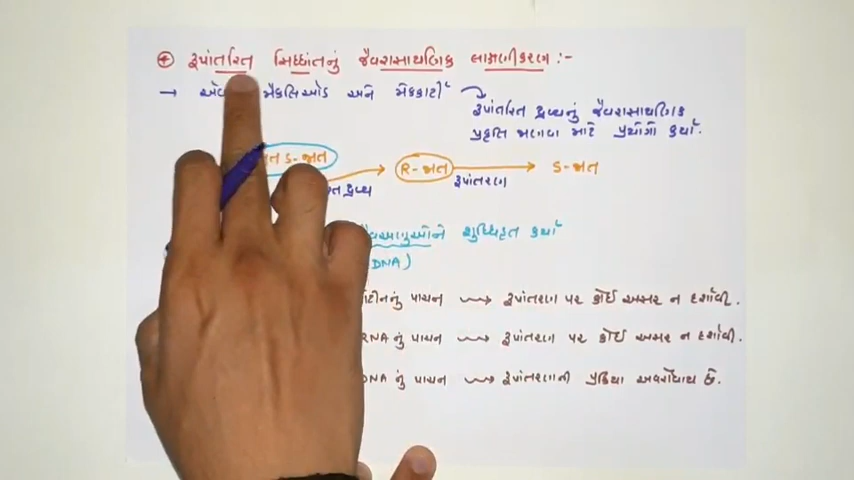 રૂપાંતરિત સિદ્ધાંતનું જૈવરાસાયણિક લાક્ષણીકરણ :-
→ મૈકલિઓડ અને મેકકાર્ટી
રૂપાંતરિત દ્રવ્યનું જૈવરાસાયણિક
પ્રકૃતિ જાણવા માટે પ્રયોગો કર્યા.
S-જાત દ્રવ્ય → R-જાત → રૂપાંતરણ S-જાત
શુધ્ધિકૃત કર્યા
DNA)
પાચન ⟿ રૂપાંતરણ પર કોઈ અસર ન દર્શાવી.
RNA નું પાચન ⟿ રૂપાંતરણ પર કોઈ અસર ન દર્શાવી.
DNA નું પાચન ⟿ રૂપાંતરણની પ્રક્રિયા અવરોધાય છે.